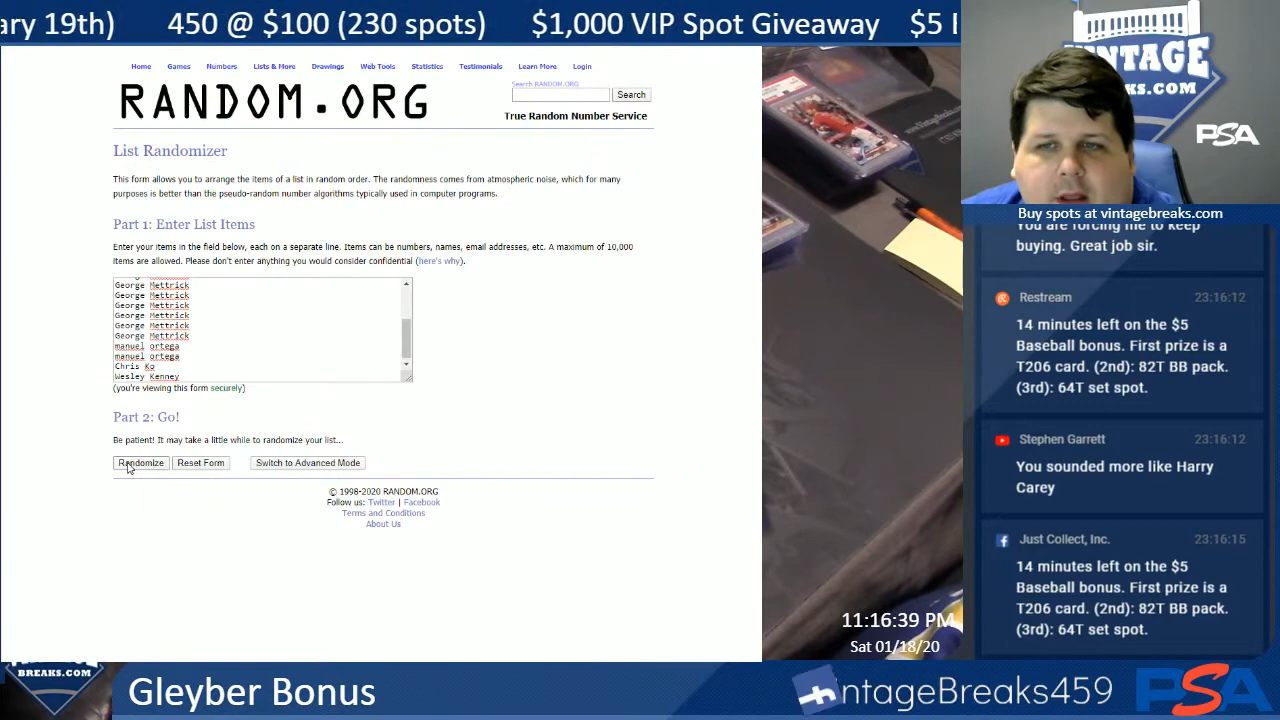 ary 19th) 450 @ $100 (230 spots) $1,000 VIP Spot Giveaway $5
Home Games Numbers Lists & More Drawings Web Tools Statistics Testimonials Learn More Login
RANDOM.ORG
Search RANDOM.ORG
Search
True Random Number Service
List Randomizer
This form allows you to arrange the items of a list in random order. The randomness comes from atmospheric noise, which for many
purposes is better than the pseudo-random number algorithms typically used in computer programs.
Part 1: Enter List Items
Enter your items in the field below, each on a separate line. Items can be numbers, names, email addresses, etc. A maximum of 10,000
items are allowed. Please don't enter anything you would consider confidential (here's why).
George Mettrick
George Mettrick
George Mettrick
George Mettrick
George Mettrick
George Mettrick
manuel ortega
manuel ortega
Chris Ko
Wesley Kenney
(you're viewing this form securely)
Part 2: Go!
Be patient! It may take a little while to randomize your list...
Randomize Reset Form Switch to Advanced Mode
© 1998-2020 RANDOM.ORG
Follow us: Twitter | Facebook
Terms and Conditions
About Us
VINTAGE
KS.COM
PSA
Buy spots at vintagebreaks.com
You are forcing me to keep
buying. Great job sir.
Restream 23:16:12
14 minutes left on the $5
Baseball bonus. First prize is a
T206 card. (2nd): 82T BB pack.
(3rd): 64T set spot.
Stephen Garrett 23:16:12
You sounded more like Harry
Carey
Just Collect, Inc. 23:16:15
14 minutes left on the $5
Baseball bonus. First prize is a
T206 card. (2nd): 82T BB pack.
(3rd): 64T set spot.
11:16:39 PM
Sat 01/18/20
BREAKS.COM
Gleyber Bonus
intageBreaks459
PSA